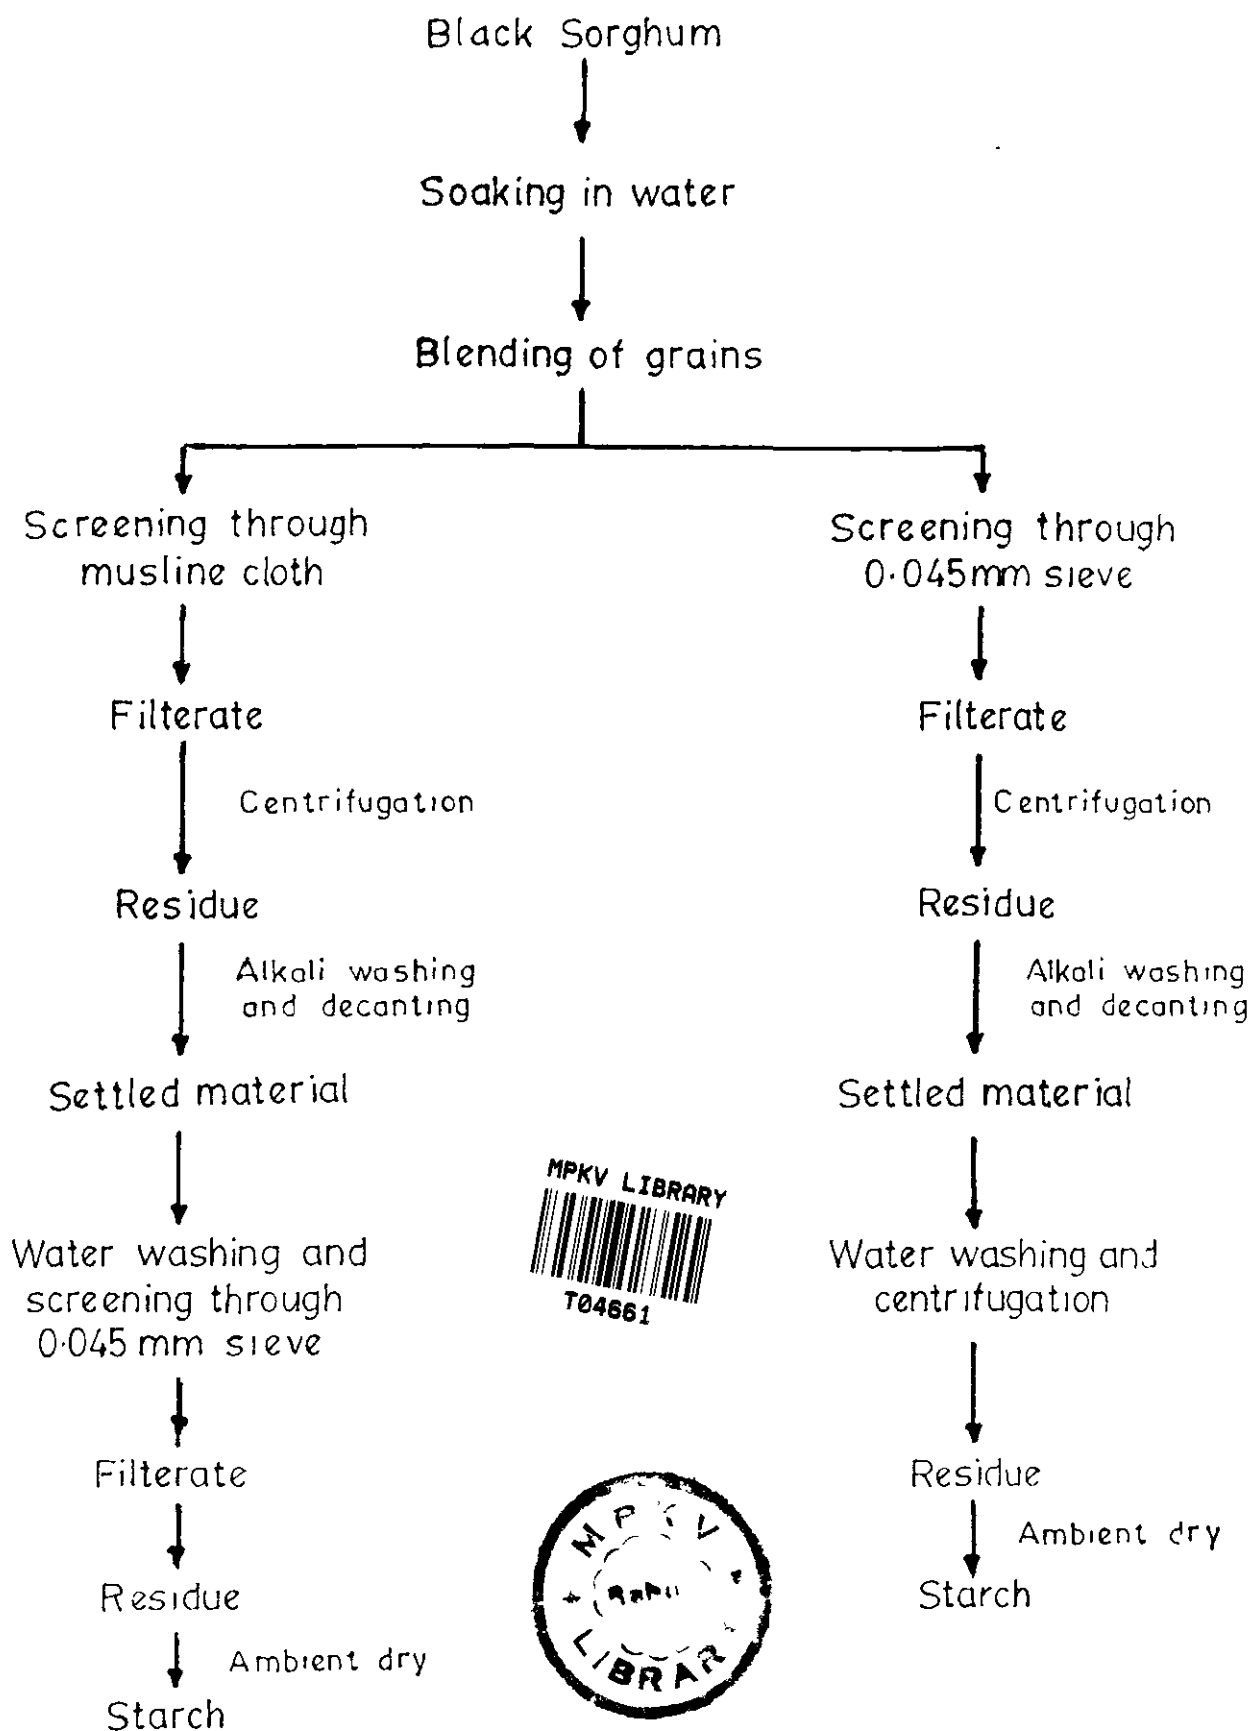 Black Sorghum
Soaking in water
Blending of grains
Screening through
musline cloth
Filterate
Centrifugation
Residue
Alkali washing
and decanting
Settled material
Water washing and
screening through
0.045 mm sieve
Filterate
Residue
Ambient dry
Starch
Screening through
0.045mm sieve
Filterate
Centrifugation
Residue
Alkali washing
and decanting
Settled material
Water washing and
centrifugation
Residue
Ambient dry
Starch
MPKV LIBRARY
T04661
MPKV
LIBRAR